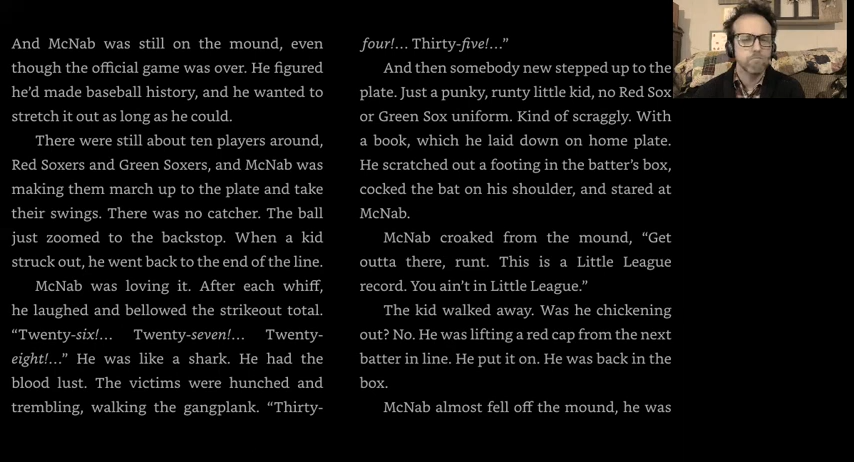 And McNab was still on the mound, even
though the official game was over. He figured
he’d made baseball history, and he wanted to
stretch it out as long as he could.
There were still about ten players around,
Red Soxers and Green Soxers, and McNab was
making them march up to the plate and take
their swings. There was no catcher. The ball
just zoomed to the backstop. When a kid
struck out, he went back to the end of the line.
McNab was loving it. After each whiff,
he laughed and bellowed the strikeout total.
“Twenty-six!… Twenty-seven!… Twenty-
eight!…” He was like a shark. He had the
blood lust. The victims were hunched and
trembling, walking the gangplank. “Thirty-
four!… Thirty-five!…”
And then somebody new stepped up to the
plate. Just a punky, runty little kid, no Red Sox
or Green Sox uniform. Kind of scraggly. With
a book, which he laid down on home plate.
He scratched out a footing in the batter’s box,
cocked the bat on his shoulder, and stared at
McNab.
McNab croaked from the mound, “Get
outta there, runt. This is a Little League
record. You ain’t in Little League.”
The kid walked away. Was he chickening
out? No. He was lifting a red cap from the next
batter in line. He put it on. He was back in the
box.
McNab almost fell off the mound, he was